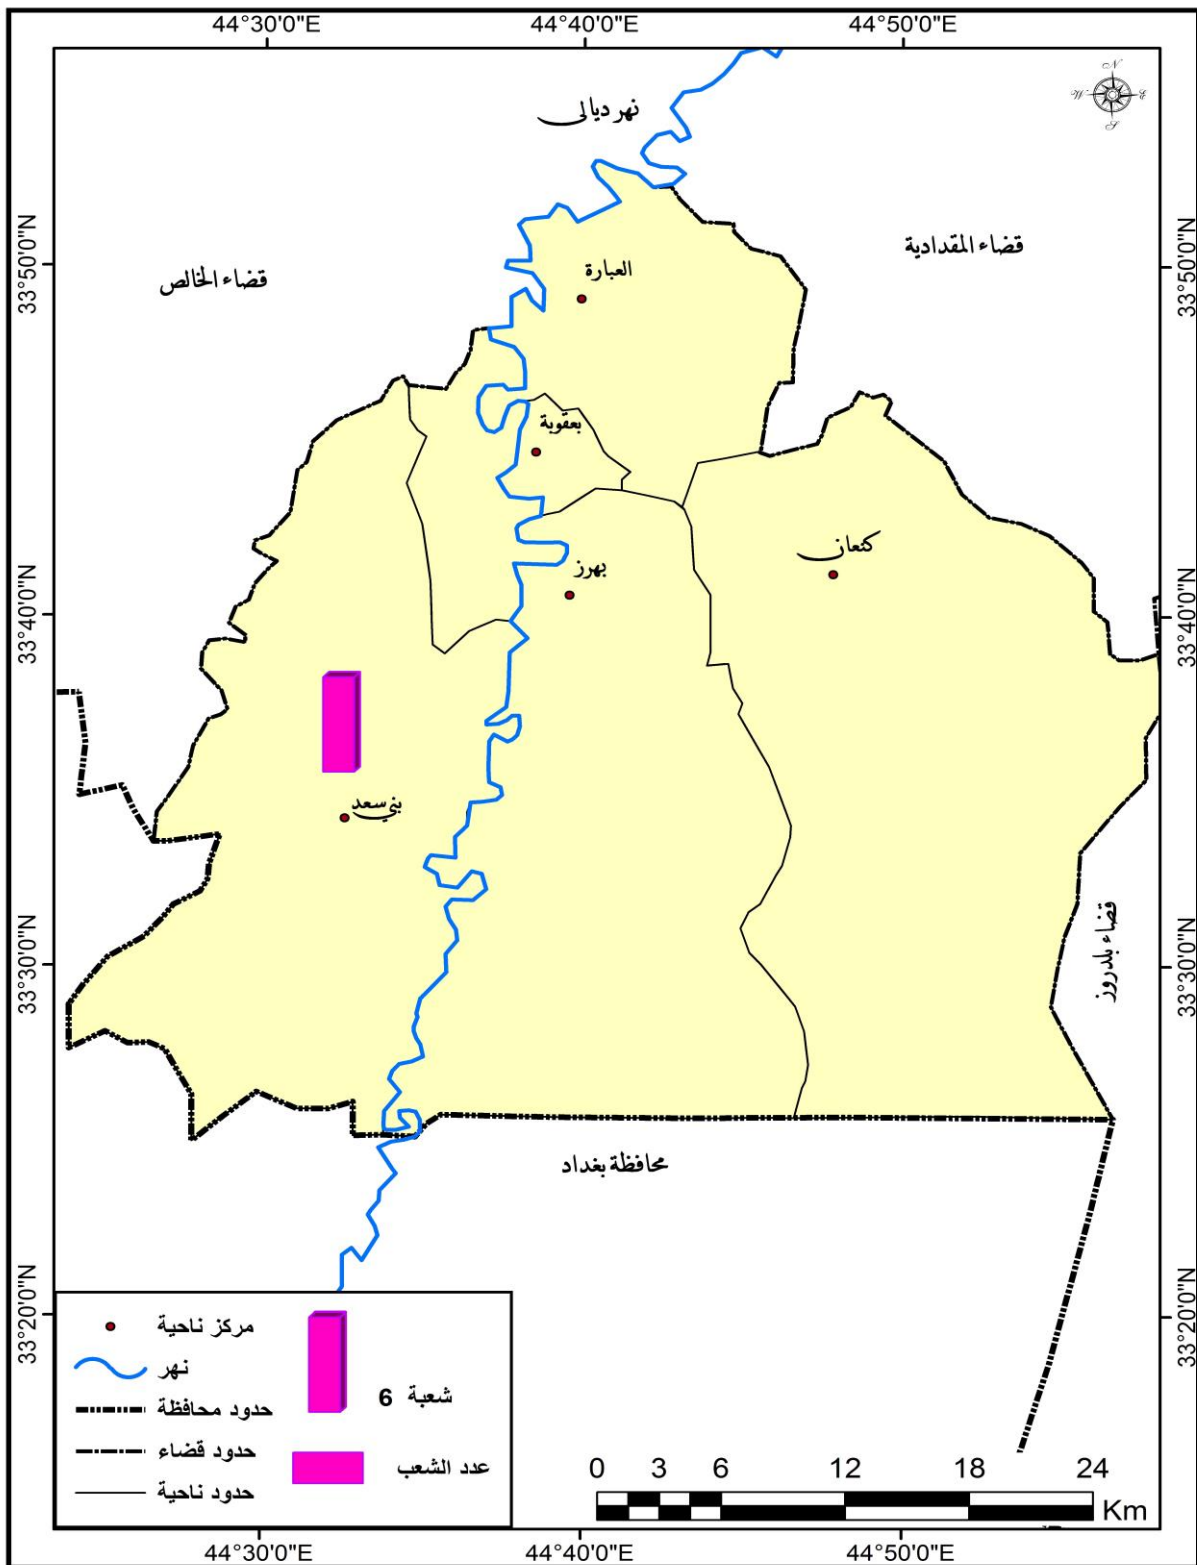 44°30'0"E
44°40'0"E
44°50'0"E
N
W
E
S
نهر ديالى
قضاء المقدادية
قضاء الخالص
33°50'0"N
33°50'0"N
العبارة
بعقوبة
كنعان
بهرز
33°40'0"N
33°40'0"N
بني سعد
قضاء بلدروز
33°30'0"N
33°30'0"N
محافظة بغداد
33°20'0"N
33°20'0"N
مركز ناحية
نهر
حدود محافظة
حدود قضاء
حدود ناحية
شعبة 6
عدد الشعب
0 3 6 12 18 24
Km
44°30'0"E
44°40'0"E
44°50'0"E